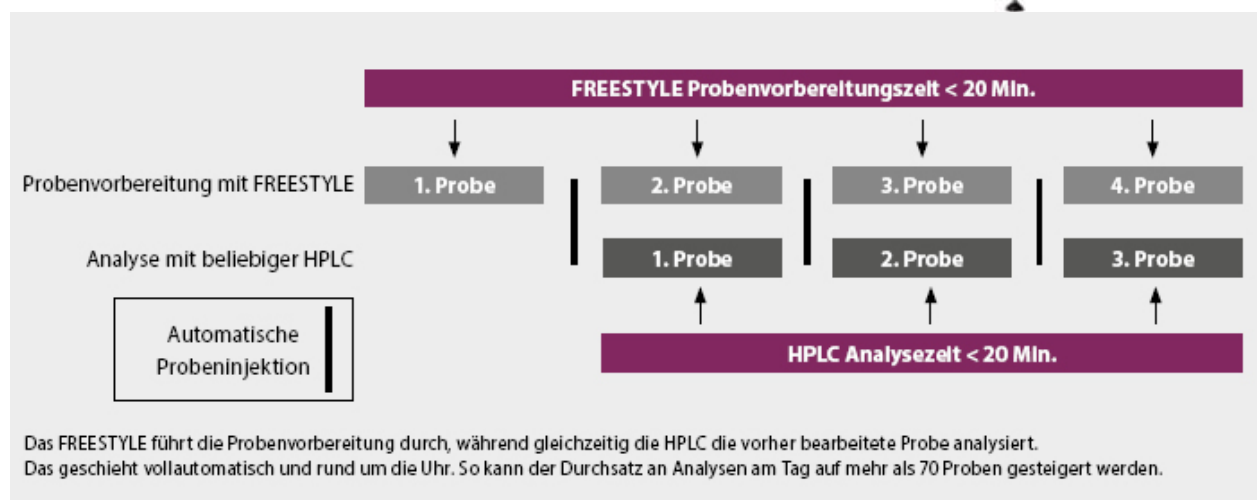 FREESTYLE Probenvorbereitungszeit < 20 Min.
Probenvorbereitung mit FREESTYLE
1. Probe
2. Probe
3. Probe
4. Probe
Analyse mit beliebiger HPLC
1. Probe
2. Probe
3. Probe
Automatische
Probeninjektion
HPLC Analysezeit < 20 Min.
Das FREESTYLE führt die Probenvorbereitung durch, während gleichzeitig die HPLC die vorher bearbeitete Probe analysiert.
Das geschieht vollautomatisch und rund um die Uhr. So kann der Durchsatz an Analysen am Tag auf mehr als 70 Proben gesteigert werden.